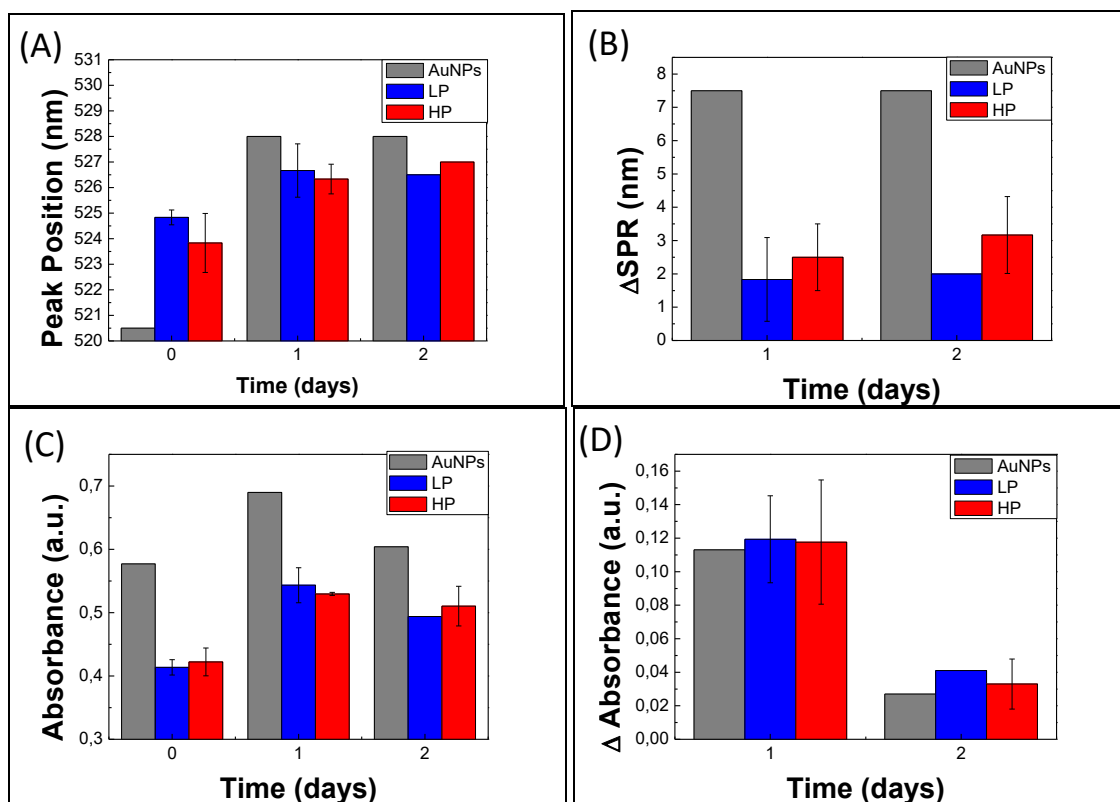 (A)
531
530
529
528
527
526
525
524
523
522
521
520
Peak Position (nm)
AuNPs
LP
HP
0 1 2
Time (days)
(B)
8
7
6
5
4
3
2
1
0
ΔSPR (nm)
AuNPs
LP
HP
1 2
Time (days)
(C)
0,7
0,6
0,5
0,4
0,3
Absorbance (a.u.)
AuNPs
LP
HP
0 1 2
Time (days)
(D)
0,16
0,14
0,12
0,10
0,08
0,06
0,04
0,02
0,00
Δ Absorbance (a.u.)
AuNPs
LP
HP
1 2
Time (days)